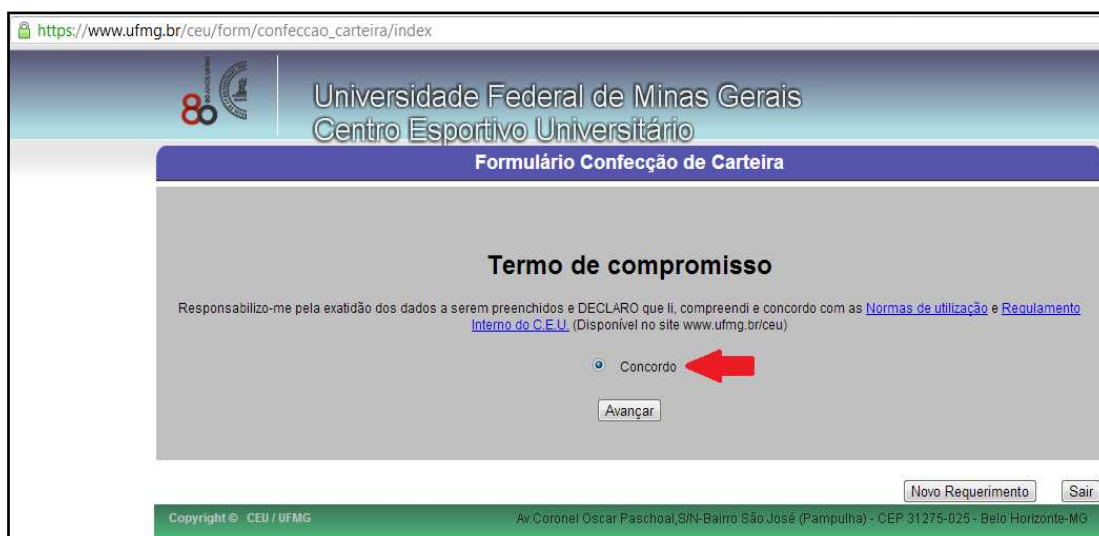 https://www.ufmg.br/ceu/form/confeccao_carteira/index
80 ANOS UFMG
Universidade Federal de Minas Gerais
Centro Esportivo Universitário
Formulário Confecção de Carteira
Termo de compromisso
Responsabilizo-me pela exatidão dos dados a serem preenchidos e DECLARO que li, compreendi e concordo com as Normas de utilização e Regulamento
Interno do C.E.U. (Disponível no site www.ufmg.br/ceu)
Concordo
Avançar
Novo Requerimento Sair
Copyright © CEU / UFMG Av.Coronel Oscar Paschoal,S/N-Bairro São José (Pampulha) - CEP 31275-025 - Belo Horizonte-MG